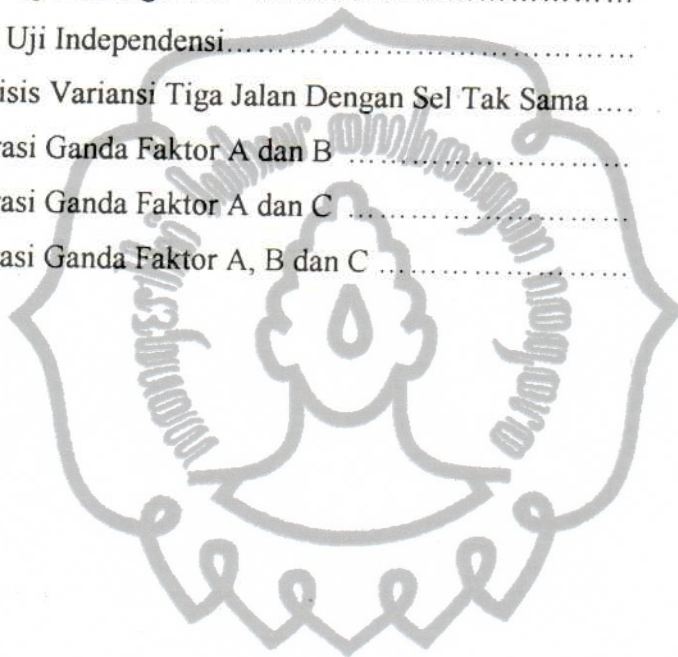 Uji Independensi
isis Variansi Tiga Jalan Dengan Sel Tak Sama ....
asi Ganda Faktor A dan B
asi Ganda Faktor A dan C
asi Ganda Faktor A, B dan C